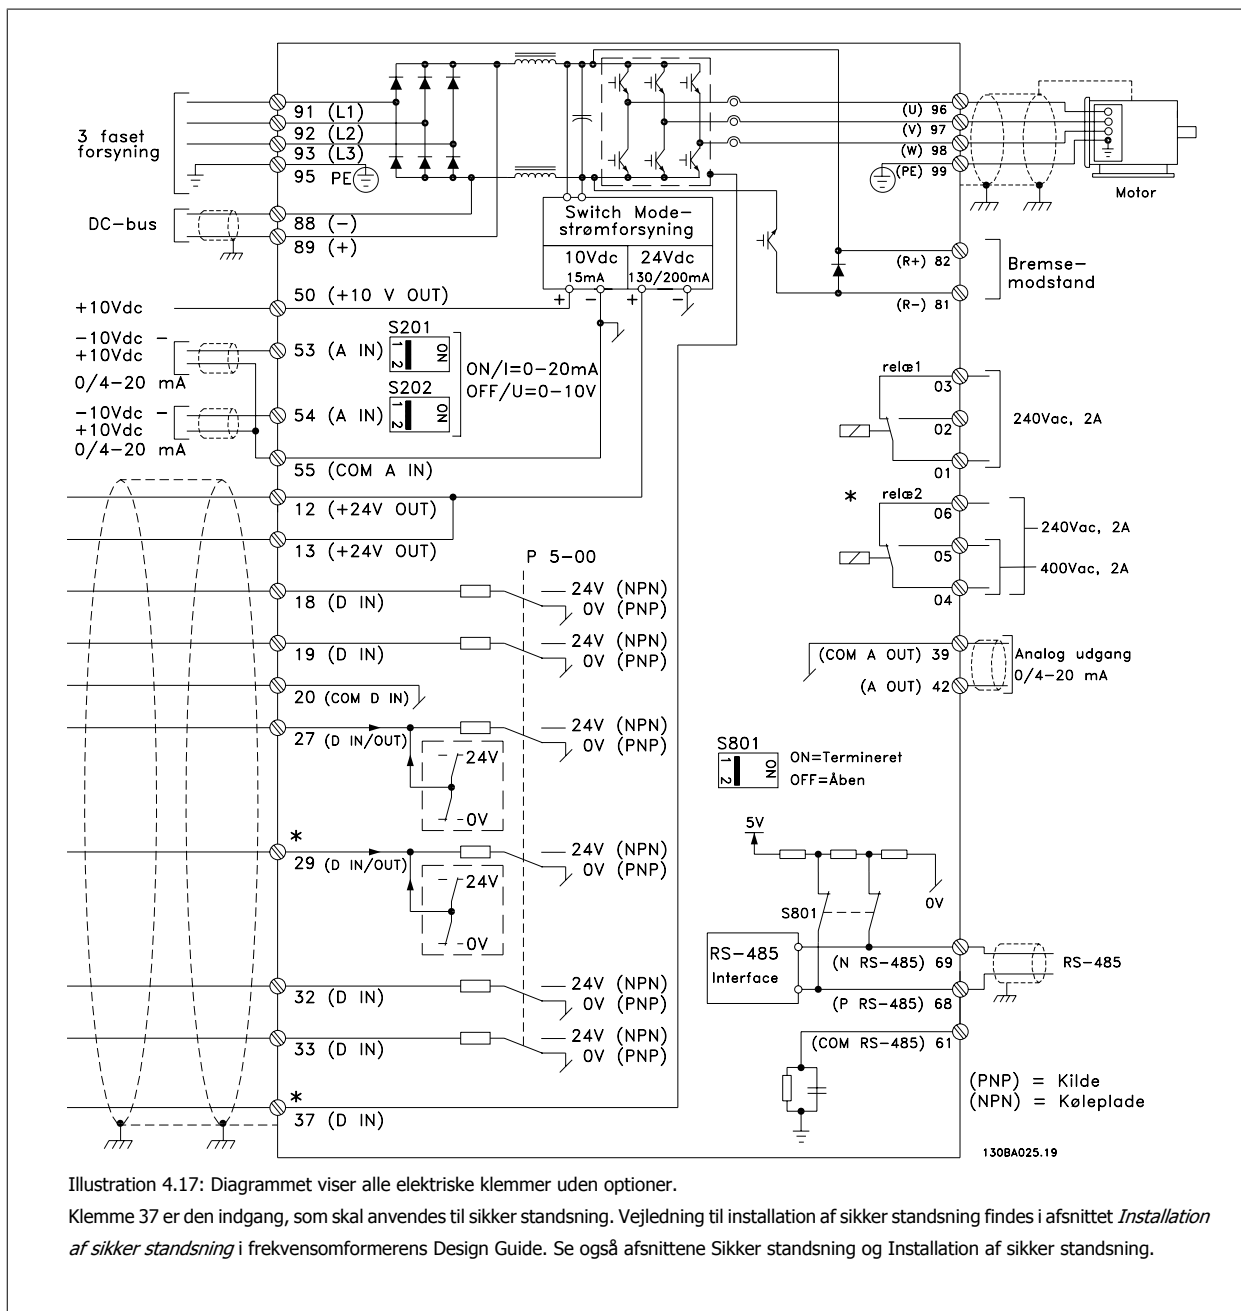 3 faset
forsyning
91 (L1)
92 (L2)
93 (L3)
95 PE
DC-bus
88 (-)
89 (+)
Switch Mode-
strømforsyning
10Vdc
15mA
24Vdc
130/200mA
+ - + -
(U) 96
(V) 97
(W) 98
(PE) 99
Motor
(R+) 82
(R-) 81
Bremse-
modstand
+10Vdc
50 (+10 V OUT)
-10Vdc -
+10Vdc
0/4-20 mA
53 (A IN)
S201
1 2
ON
-10Vdc -
+10Vdc
0/4-20 mA
54 (A IN)
S202
1 2
ON
ON/I=0-20mA
OFF/U=0-10V
55 (COM A IN)
12 (+24V OUT)
13 (+24V OUT)
relæ1
03
02
01
240Vac, 2A
* relæ2
06
05
04
240Vac, 2A
400Vac, 2A
P 5-00
18 (D IN)
24V (NPN)
0V (PNP)
19 (D IN)
24V (NPN)
0V (PNP)
20 (COM D IN)
27 (D IN/OUT)
24V (NPN)
0V (PNP)
24V
0V
*
29 (D IN/OUT)
24V (NPN)
0V (PNP)
24V
0V
32 (D IN)
24V (NPN)
0V (PNP)
33 (D IN)
24V (NPN)
0V (PNP)
*
37 (D IN)
(COM A OUT) 39
(A OUT) 42
Analog udgang
0/4-20 mA
S801
1 2
ON
ON=Termineret
OFF=Åben
5V
0V
S801
RS-485
Interface
(N RS-485) 69
(P RS-485) 68
(COM RS-485) 61
RS-485
(PNP) = Kilde
(NPN) = Køleplade
130BA025.19
Illustration 4.17: Diagrammet viser alle elektriske klemmer uden optioner.
Klemme 37 er den indgang, som skal anvendes til sikker standsning. Vejledning til installation af sikker standsning findes i afsnittet Installation
af sikker standsning i frekvensomformerens Design Guide. Se også afsnittene Sikker standsning og Installation af sikker standsning.